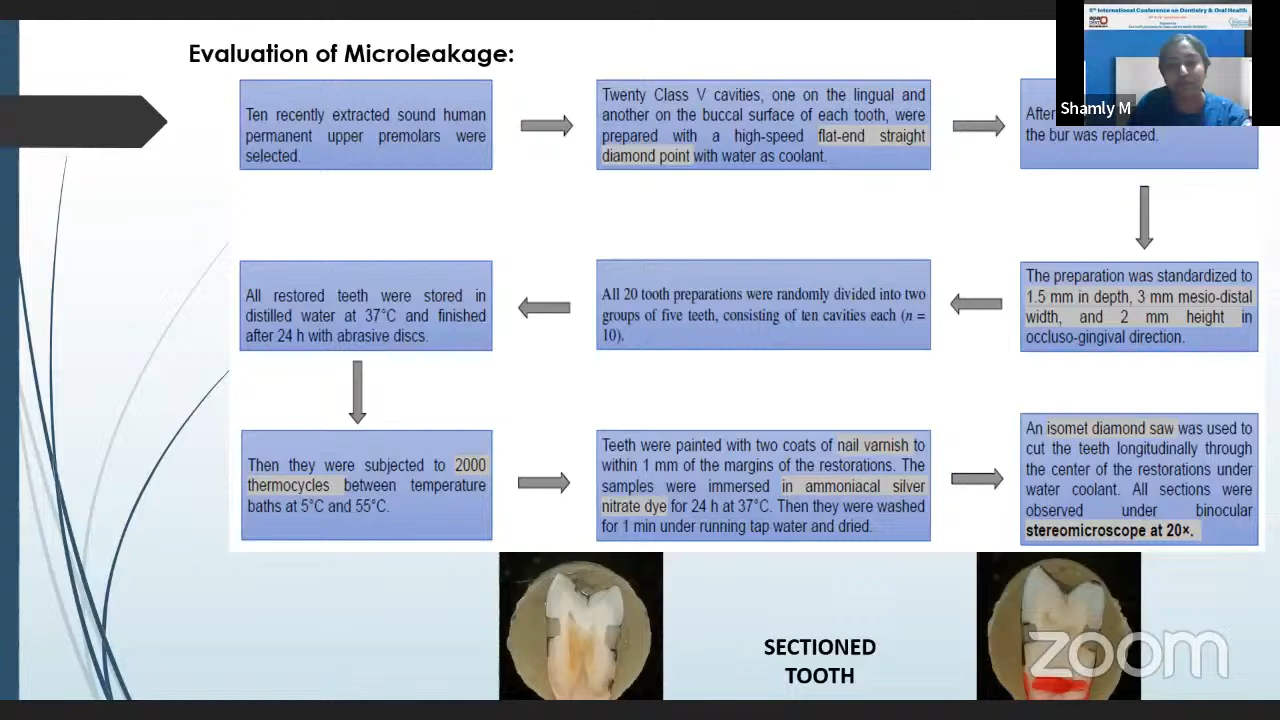 Evaluation of Microleakage:
5th International Conference on Dentistry & Oral Health
Shamly M
Ten recently extracted sound human
permanent upper premolars were
selected.
Twenty Class V cavities, one on the lingual and
another on the buccal surface of each tooth, were
prepared with a high-speed flat-end straight
diamond point with water as coolant.
After
the bur was replaced.
The preparation was standardized to
1.5 mm in depth, 3 mm mesio-distal
width, and 2 mm height in
occluso-gingival direction.
All 20 tooth preparations were randomly divided into two
groups of five teeth, consisting of ten cavities each (n =
10).
All restored teeth were stored in
distilled water at 37°C and finished
after 24 h with abrasive discs.
Then they were subjected to 2000
thermocycles between temperature
baths at 5°C and 55°C.
Teeth were painted with two coats of nail varnish to
within 1 mm of the margins of the restorations. The
samples were immersed in ammoniacal silver
nitrate dye for 24 h at 37°C. Then they were washed
for 1 min under running tap water and dried.
An isomet diamond saw was used to
cut the teeth longitudinally through
the center of the restorations under
water coolant. All sections were
observed under binocular
stereomicroscope at 20×.
SECTIONED
TOOTH
zoom